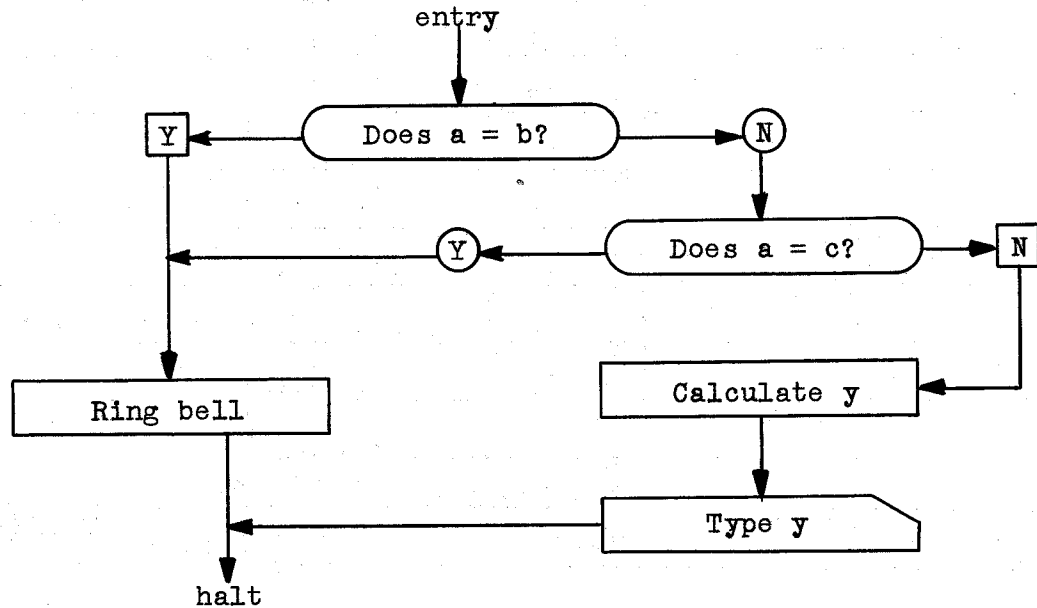 entry
Does a = b?
Y
N
Does a = c?
Y
N
Ring bell
Calculate y
Type y
halt